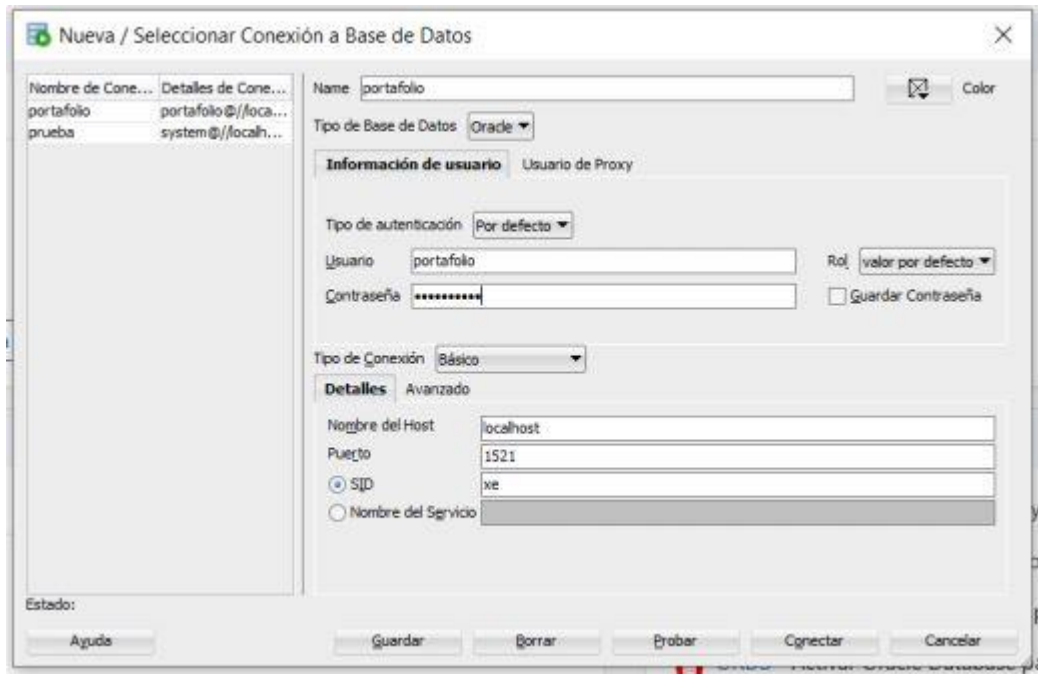 Nueva / Seleccionar Conexión a Base de Datos
Nombre de Cone... Detalles de Cone...
portafolio portafolio@//loca...
prueba system@//localh...
Name portafolio Color
Tipo de Base de Datos Oracle
Información de usuario Usuario de Proxy
Tipo de autenticación Por defecto
Usuario portafolio Rol valor por defecto
Contraseña •••••••••• Guardar Contraseña
Tipo de Conexión Básico
Detalles Avanzado
Nombre del Host localhost
Puerto 1521
SID xe
Nombre del Servicio
Estado:
Ayuda Guardar Borrar Probar Conectar Cancelar